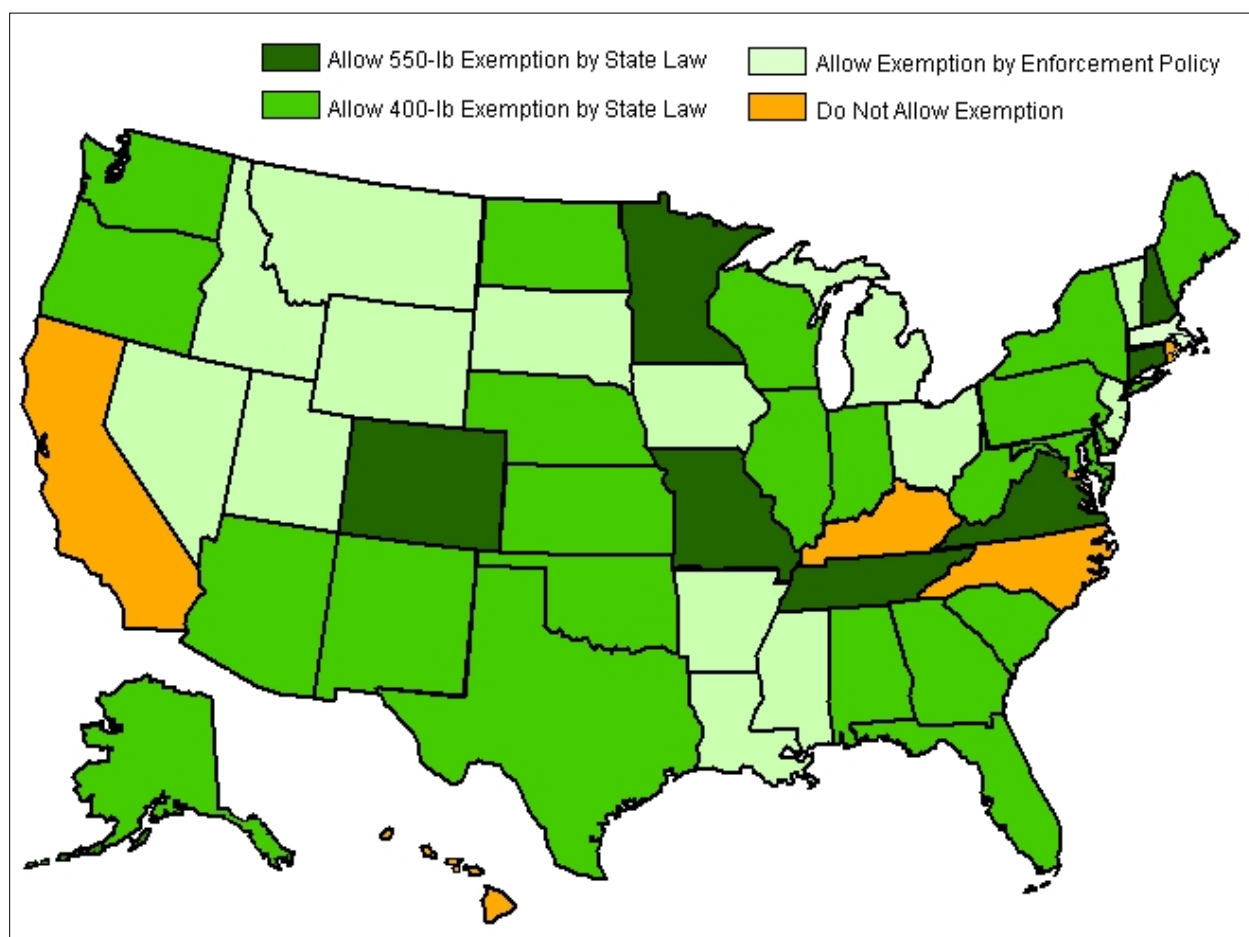 Allow 550-lb Exemption by State Law
Allow 400-lb Exemption by State Law
Allow Exemption by Enforcement Policy
Do Not Allow Exemption